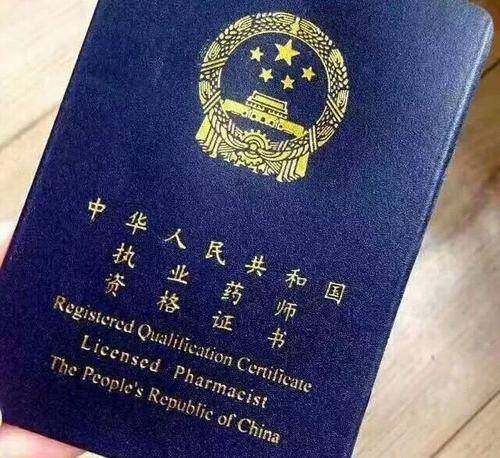 中华人民共和国
执业药师
资格证书
Registered Qualification Certificate
Licensed Pharmacist
The People's Republic of China